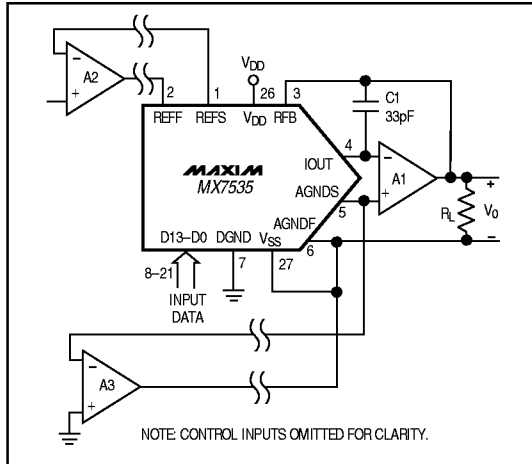 A2
−
+
2
1
VDD
26
3
REFF
REFS
VDD
RFB
C1
33pF
MAXIM
MX7535
IOUT
4
−
A1
+
AGNDS
5
AGNDF
6
RL
+
V0
−
D13–D0
DGND
VSS
8–21
7
27
INPUT
DATA
−
A3
+
NOTE: CONTROL INPUTS OMITTED FOR CLARITY.